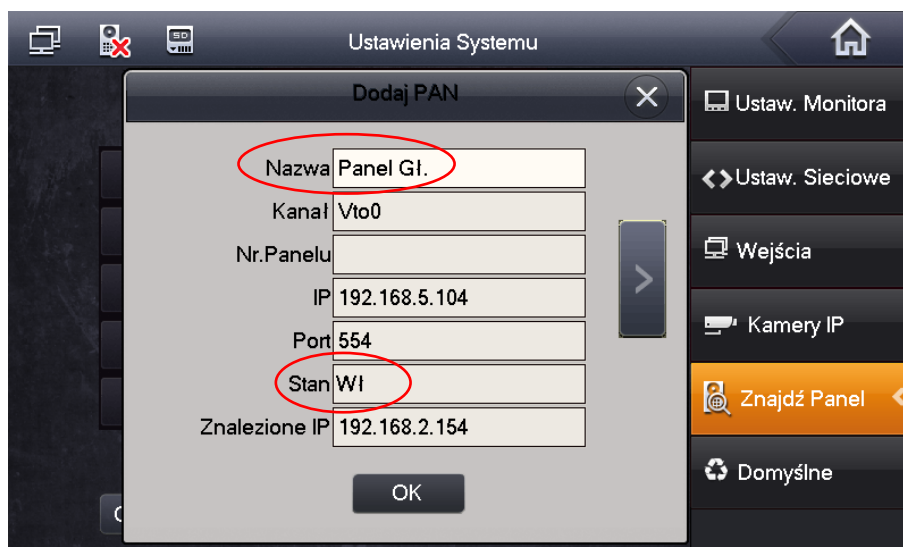 SD
Ustawienia Systemu
Dodaj PAN
Nazwa Panel Gł.
Kanał Vto0
Nr.Panelu
IP 192.168.5.104
Port 554
Stan Wł
Znalezione IP 192.168.2.154
OK
Ustaw. Monitora
Ustaw. Sieciowe
Wejścia
Kamery IP
Znajdź Panel
Domyślne